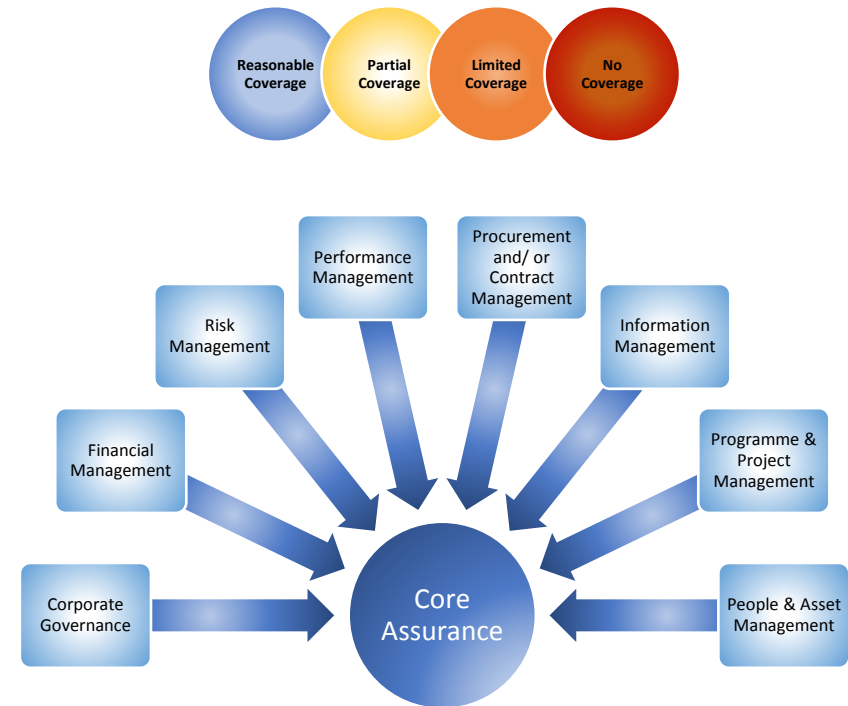 Reasonable
Coverage
Partial
Coverage
Limited
Coverage
No
Coverage
Performance
Management
Procurement
and/ or
Contract
Management
Risk
Management
Information
Management
Financial
Management
Programme &
Project
Management
Corporate
Governance
Core
Assurance
People & Asset
Management